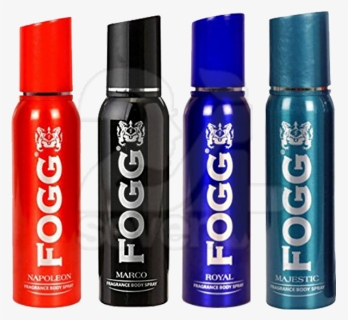 FOGG
NAPOLEON
FRAGRANCE BODY SPRAY
FOGG
MARCO
FRAGRANCE BODY SPRAY
FOGG
ROYAL
FRAGRANCE BODY SPRAY
FOGG
MAJESTIC
FRAGRANCE BODY SPRAY